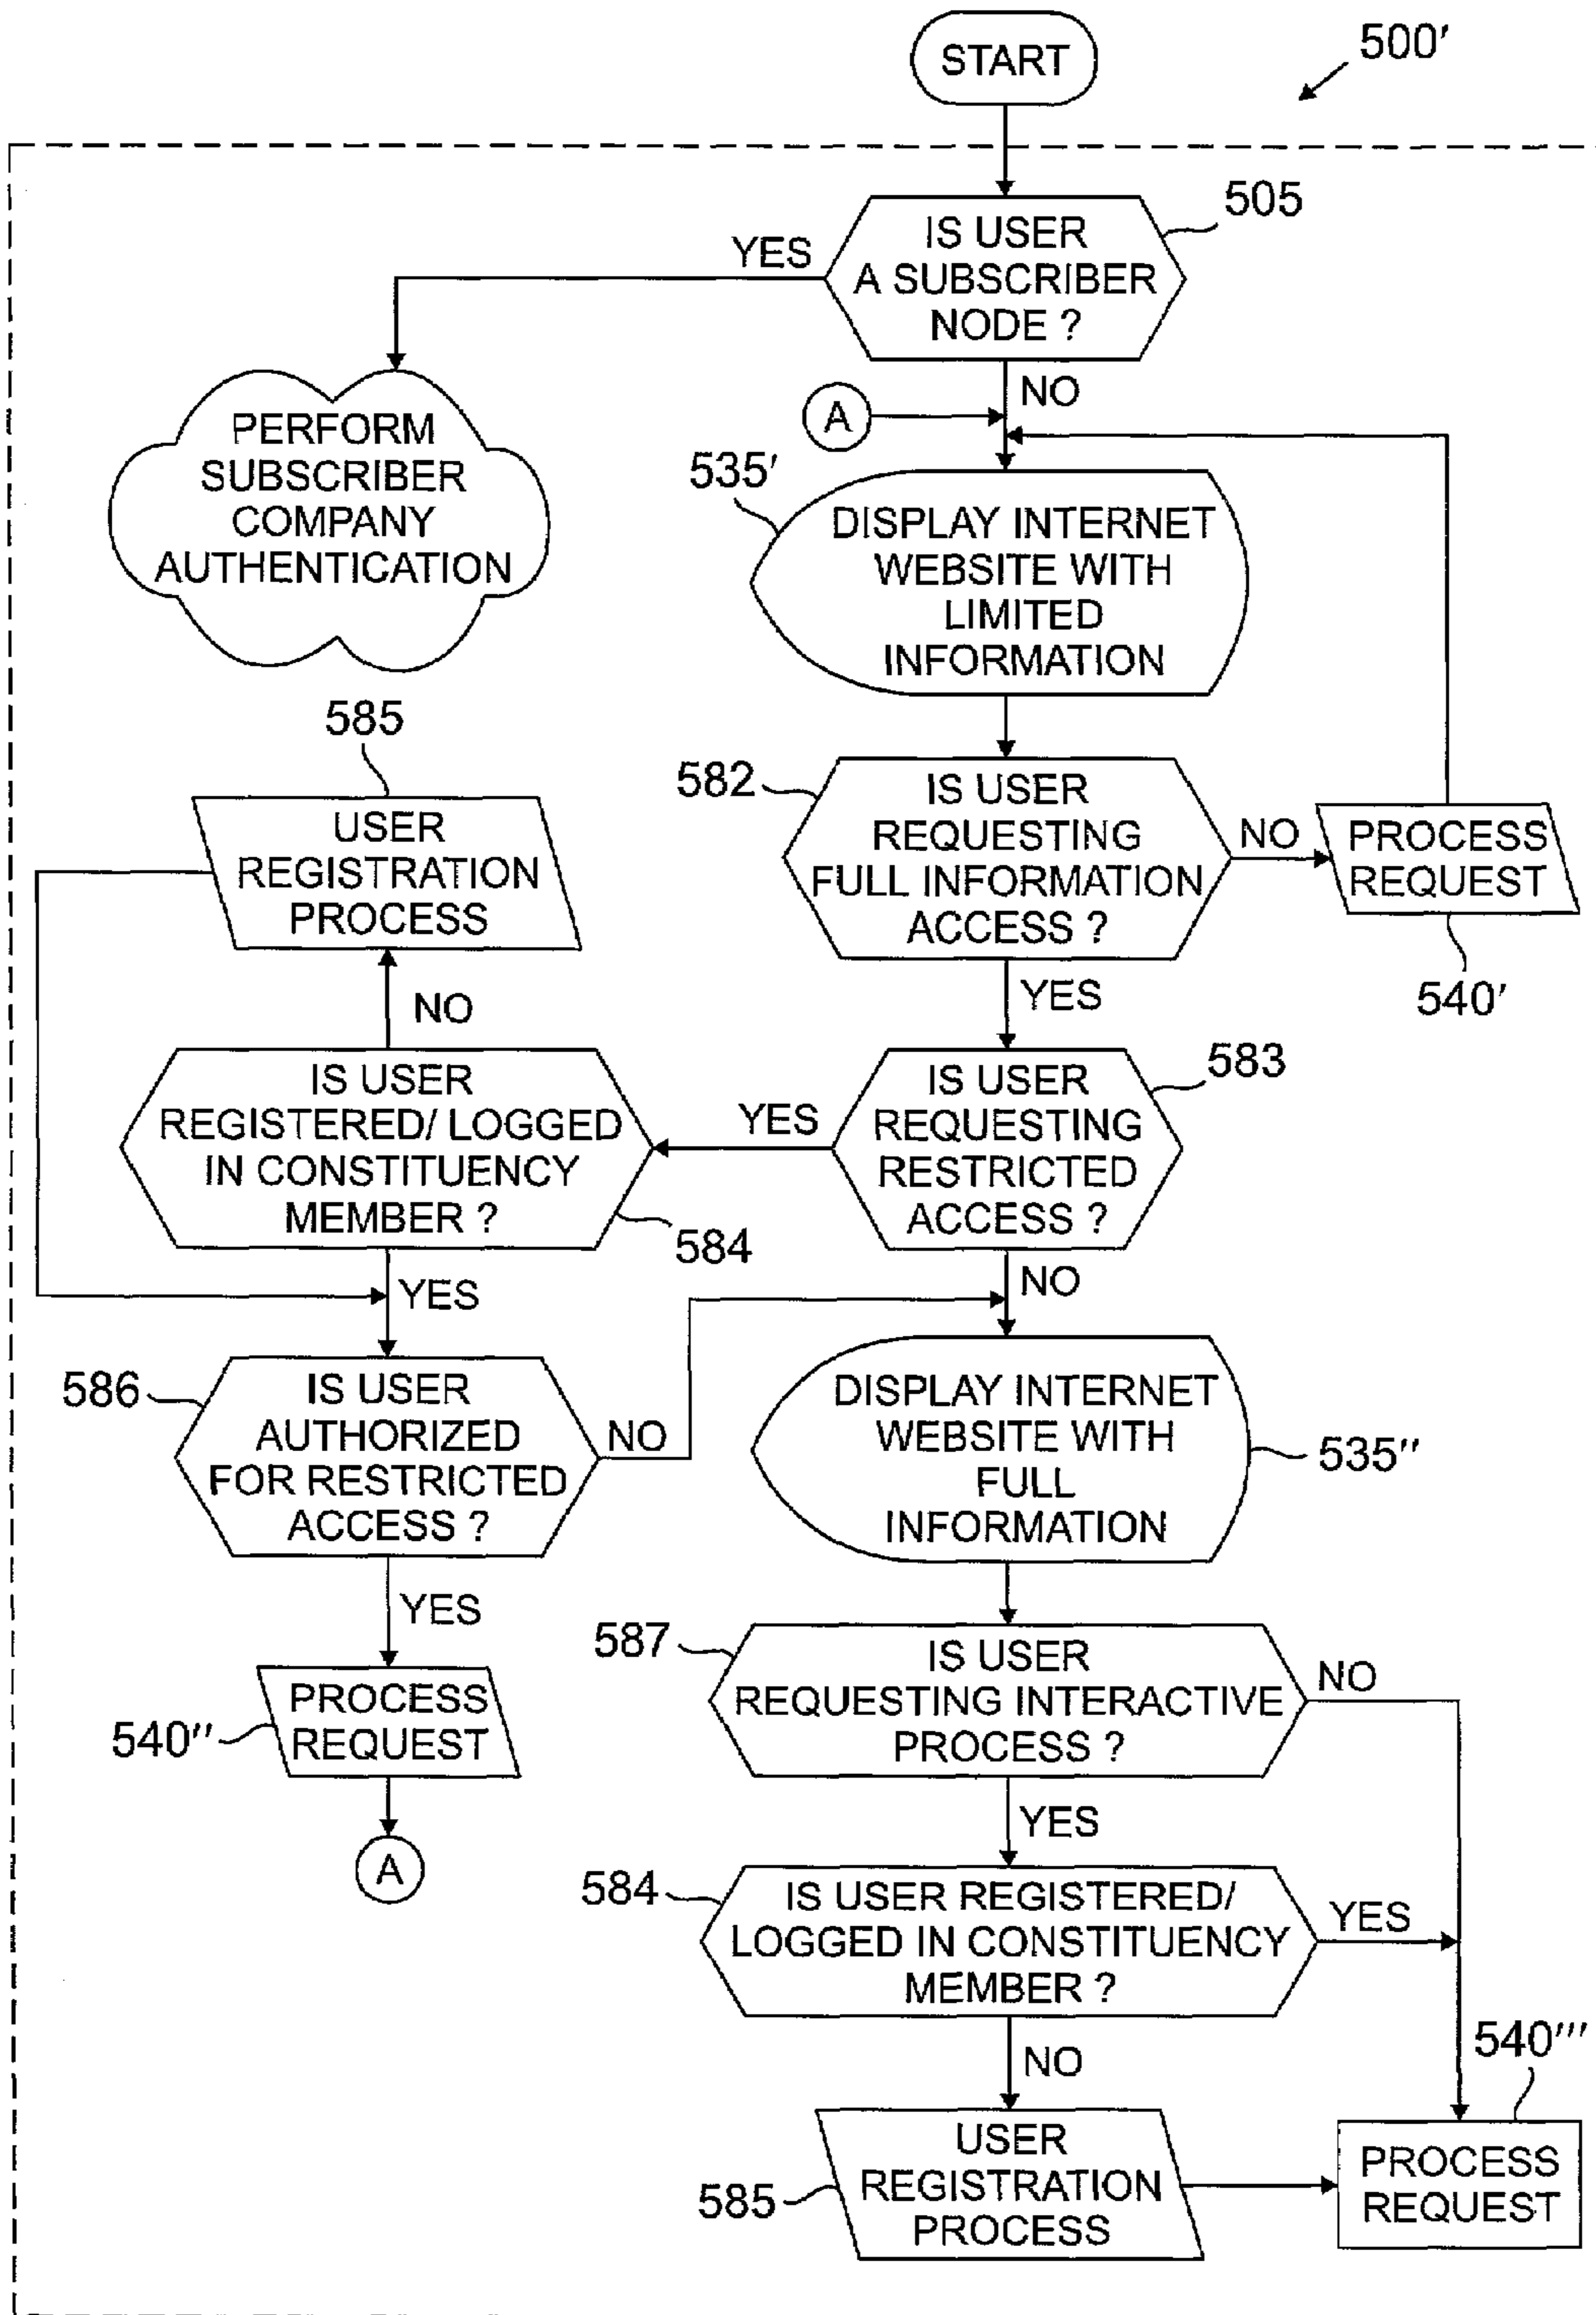 START
500'
505
IS USER
A SUBSCRIBER
NODE ?
YES
NO
A
PERFORM
SUBSCRIBER
COMPANY
AUTHENTICATION
535'
DISPLAY INTERNET
WEBSITE WITH
LIMITED
INFORMATION
585
USER
REGISTRATION
PROCESS
582
IS USER
REQUESTING
FULL INFORMATION
ACCESS ?
NO
PROCESS
REQUEST
540'
YES
NO
IS USER
REGISTERED/ LOGGED
IN CONSTITUENCY
MEMBER ?
584
YES
583
IS USER
REQUESTING
RESTRICTED
ACCESS ?
YES
NO
586
IS USER
AUTHORIZED
FOR RESTRICTED
ACCESS ?
NO
DISPLAY INTERNET
WEBSITE WITH
FULL
INFORMATION
535''
YES
540''
PROCESS
REQUEST
A
587
IS USER
REQUESTING INTERACTIVE
PROCESS ?
NO
YES
584
IS USER REGISTERED/
LOGGED IN CONSTITUENCY
MEMBER ?
YES
NO
540'''
585
USER
REGISTRATION
PROCESS
PROCESS
REQUEST